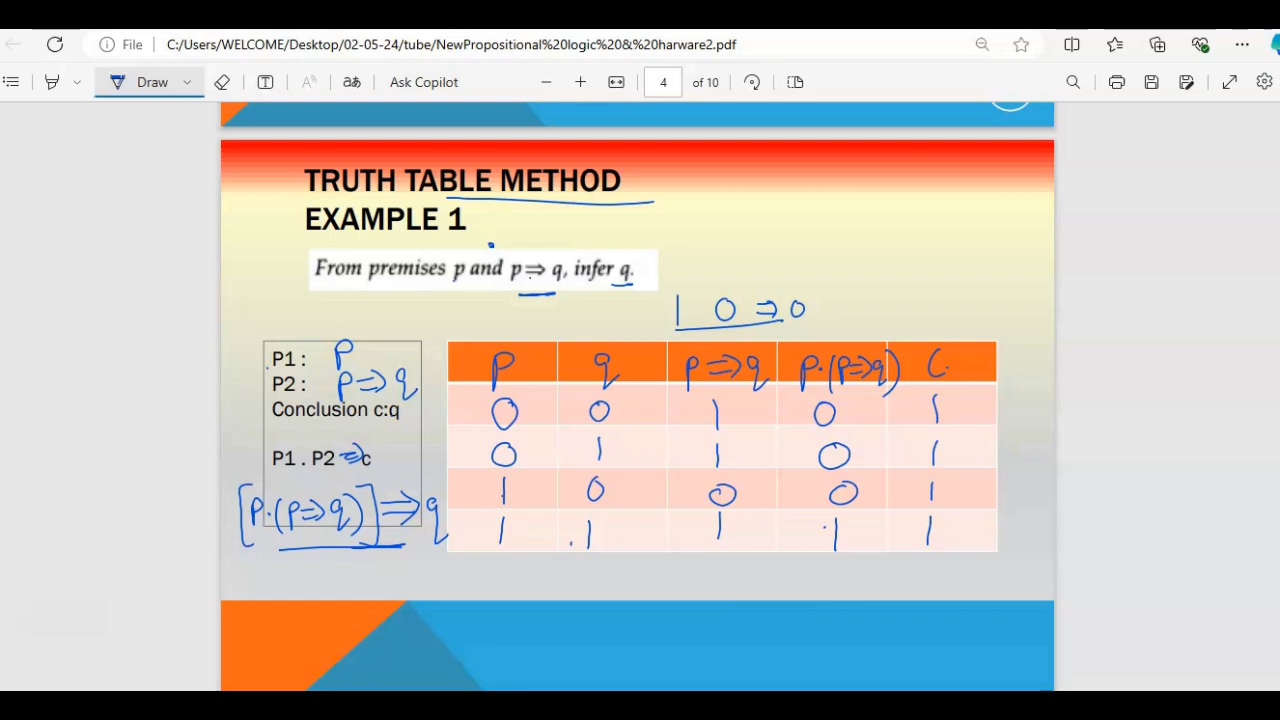 File C:/Users/WELCOME/Desktop/02-05-24/tube/NewPropositional%20logic%20&%20harware2.pdf
Draw aあ Ask Copilot 4 of 10
TRUTH TABLE METHOD
EXAMPLE 1
From premises p and p ⇒ q, infer q.
1 0 ⇒ 0
P1 : P
P2 : P ⇒ q
Conclusion c:q
P1 . P2 ⇒ c
[P.(P⇒q)] ⇒ q
P q P⇒q P.(P⇒q) C
0 0 1 0 1
0 1 1 0 1
1 0 0 0 1
1 1 1 1 1